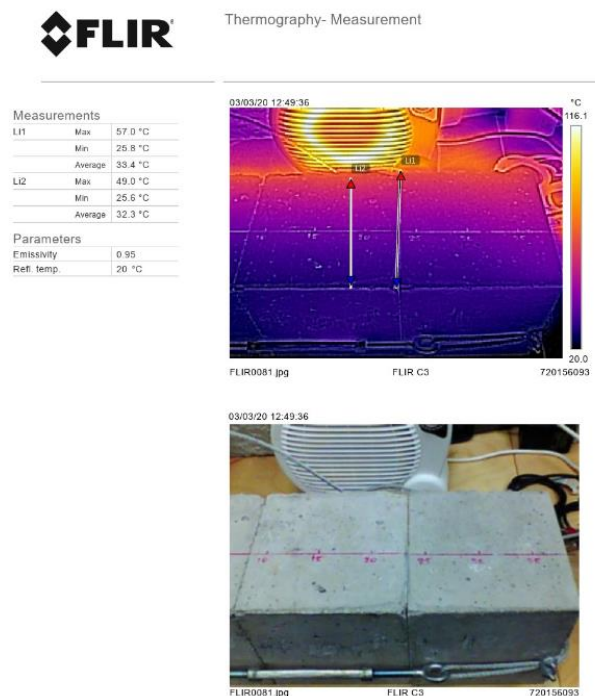 FLIR
Thermography- Measurement
Measurements
Li1 Max 57.0 °C
Min 25.8 °C
Average 33.4 °C
Li2 Max 49.0 °C
Min 25.6 °C
Average 32.3 °C
Parameters
Emissivity 0.95
Refl. temp. 20 °C
03/03/20 12:49:36
°C
116.1
Li2 Li1
20.0
FLIR0081.jpg FLIR C3 720156093
03/03/20 12:49:36
FLIR0081.jpg FLIR C3 720156093